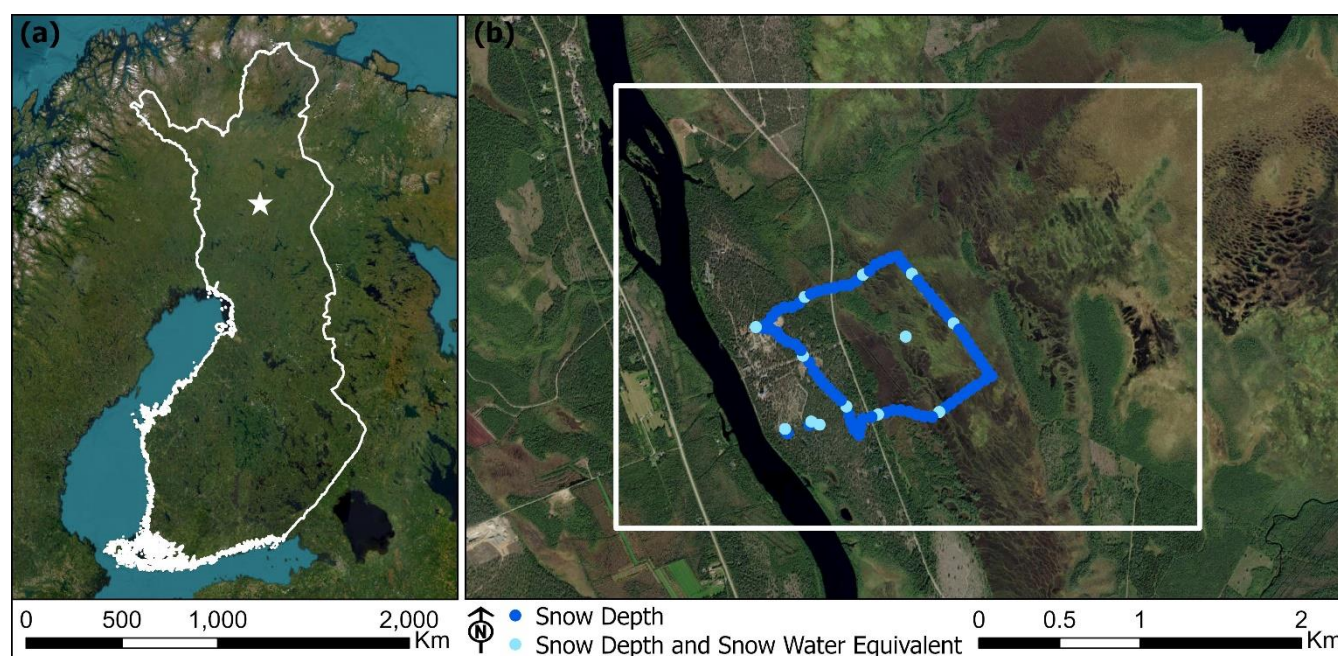 (a)
(b)
0 500 1,000 2,000
Km
N
Snow Depth
Snow Depth and Snow Water Equivalent
0 0.5 1 2
Km